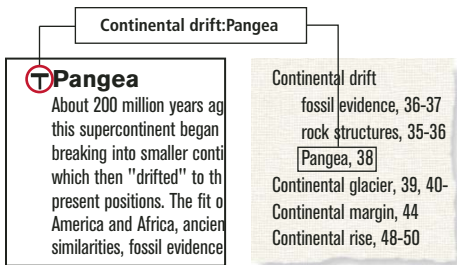 Continental drift:Pangea
Pangea
About 200 million years ag
this supercontinent began
breaking into smaller conti
which then "drifted" to th
present positions. The fit o
America and Africa, ancien
similarities, fossil evidence
Continental drift
fossil evidence, 36-37
rock structures, 35-36
Pangea, 38
Continental glacier, 39, 40-
Continental margin, 44
Continental rise, 48-50